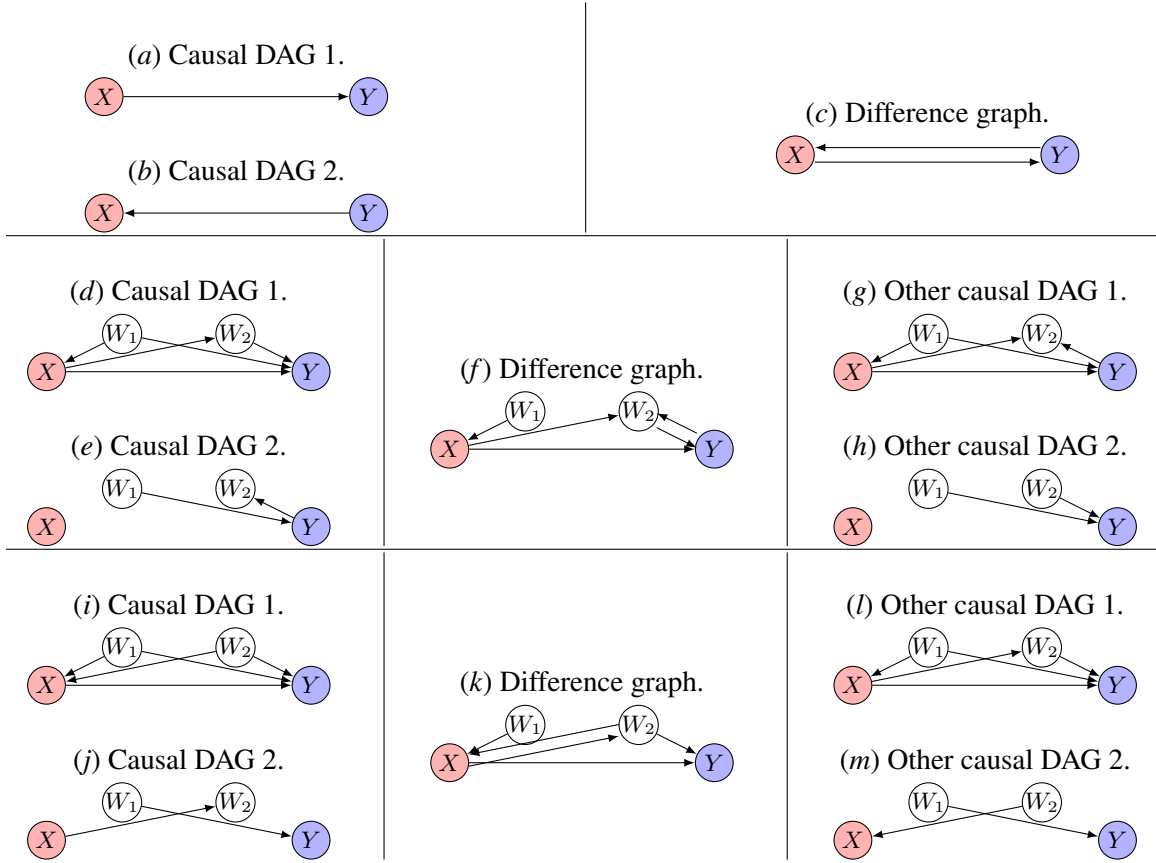 (a) Causal DAG 1.
X Y
(b) Causal DAG 2.
X Y
(c) Difference graph.
X Y
(d) Causal DAG 1.
W₁ W₂
X Y
(e) Causal DAG 2.
W₁ W₂
X Y
(f) Difference graph.
W₁ W₂
X Y
(g) Other causal DAG 1.
W₁ W₂
X Y
(h) Other causal DAG 2.
W₁ W₂
X Y
(i) Causal DAG 1.
W₁ W₂
X Y
(j) Causal DAG 2.
W₁ W₂
X Y
(k) Difference graph.
W₁ W₂
X Y
(l) Other causal DAG 1.
W₁ W₂
X Y
(m) Other causal DAG 2.
W₁ W₂
X Y